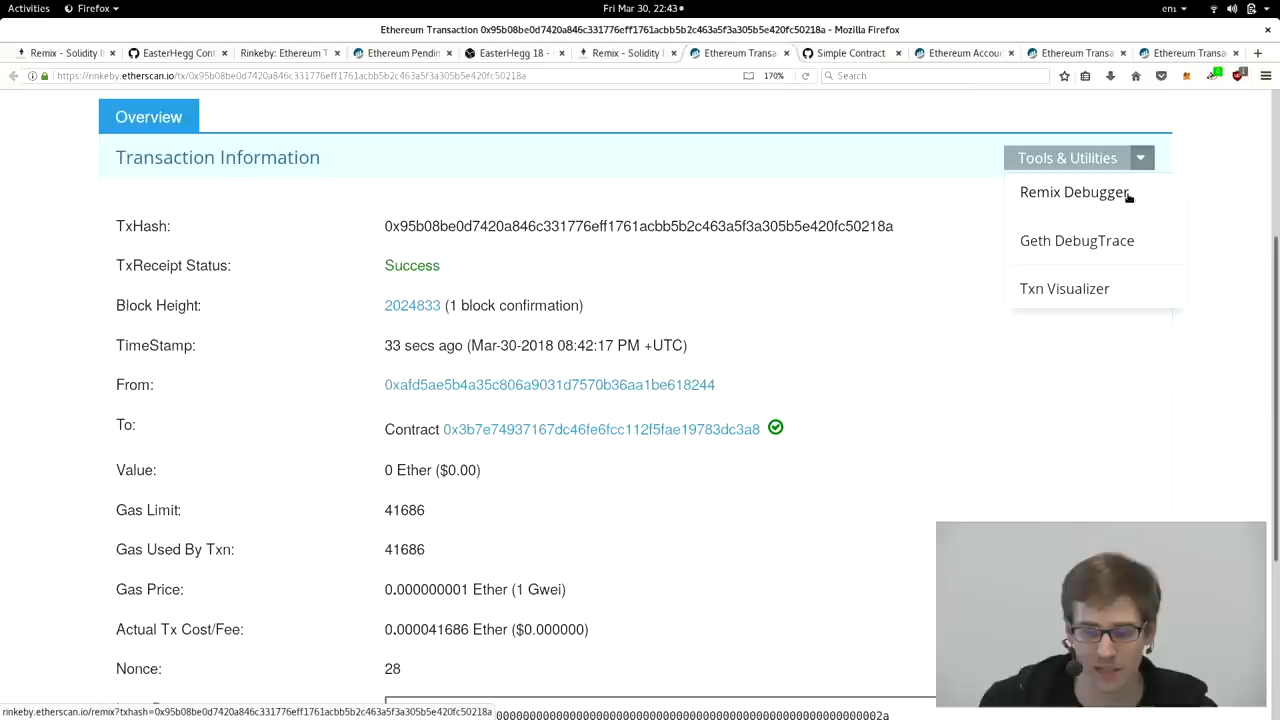 Activities Firefox Fri Mar 30, 22:43 en1
Ethereum Transaction 0x95b08be0d7420a846c331776eff1761acbb5b2c463a5f3a305b5e420fc50218a - Mozilla Firefox
Remix - Solidity I EasterHegg Cont Rinkeby: Ethereum T Ethereum Pendin EasterHegg 18 - Remix - Solidity Ethereum Transa Simple Contract Ethereum Accou Ethereum Transa Ethereum Transa
https://rinkeby.etherscan.io/tx/0x95b08be0d7420a846c331776eff1761acbb5b2c463a5f3a305b5e420fc50218a 170% Search
Overview
Transaction Information Tools & Utilities
Remix Debugger
Geth DebugTrace
Txn Visualizer
TxHash: 0x95b08be0d7420a846c331776eff1761acbb5b2c463a5f3a305b5e420fc50218a
TxReceipt Status: Success
Block Height: 2024833 (1 block confirmation)
TimeStamp: 33 secs ago (Mar-30-2018 08:42:17 PM +UTC)
From: 0xafd5ae5b4a35c806a9031d7570b36aa1be618244
To: Contract 0x3b7e74937167dc46fe6fcc112f5fae19783dc3a8
Value: 0 Ether ($0.00)
Gas Limit: 41686
Gas Used By Txn: 41686
Gas Price: 0.000000001 Ether (1 Gwei)
Actual Tx Cost/Fee: 0.000041686 Ether ($0.000000)
Nonce: 28
rinkeby.etherscan.io/remix?txhash=0x95b08be0d7420a846c331776eff1761acbb5b2c463a5f3a305b5e420fc50218a